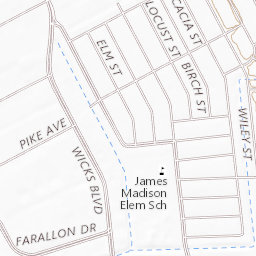 ACACIA ST
LOCUST ST
ELM ST
BIRCH ST
WILEY ST
PIKE AVE
WICKS BLVD
James
Madison
Elem Sch
FARALLON DR